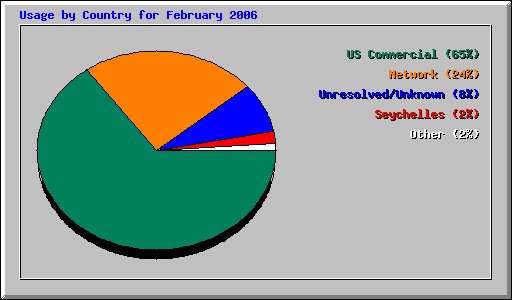 Usage by Country for February 2006
US Commercial (65%)
Network (24%)
Unresolved/Unknown (8%)
Seychelles (2%)
Other (2%)